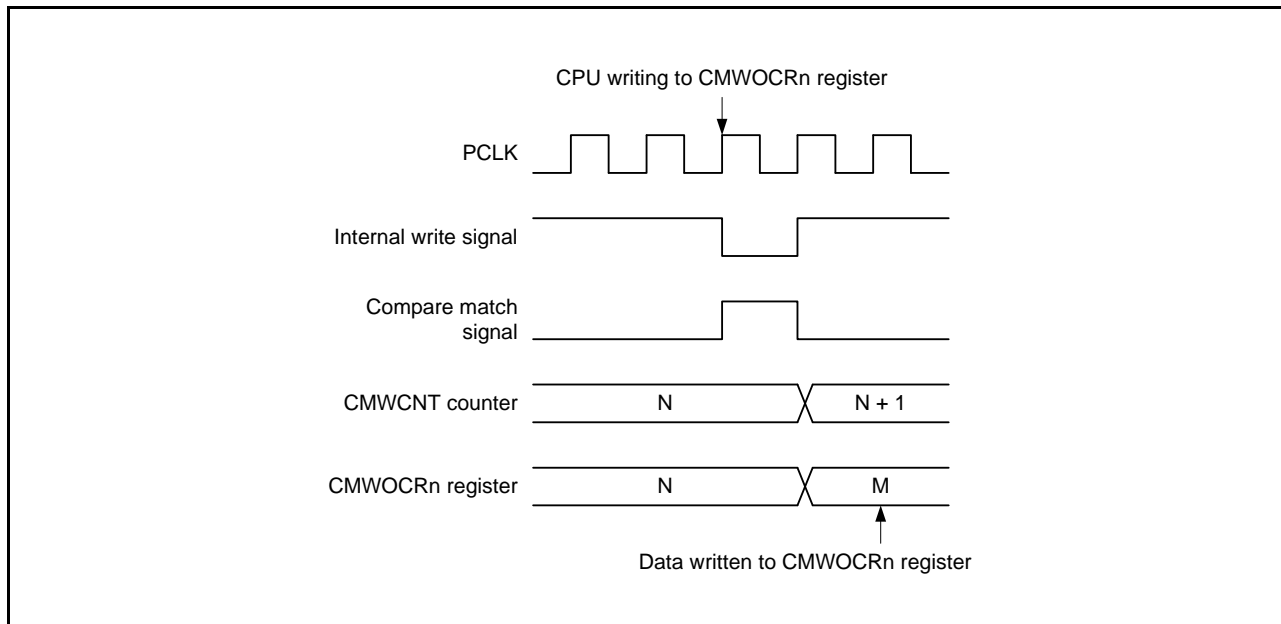 CPU writing to CMWOCRn register
PCLK
Internal write signal
Compare match
signal
CMWCNT counter
N
N + 1
CMWOCRn register
N
M
Data written to CMWOCRn register